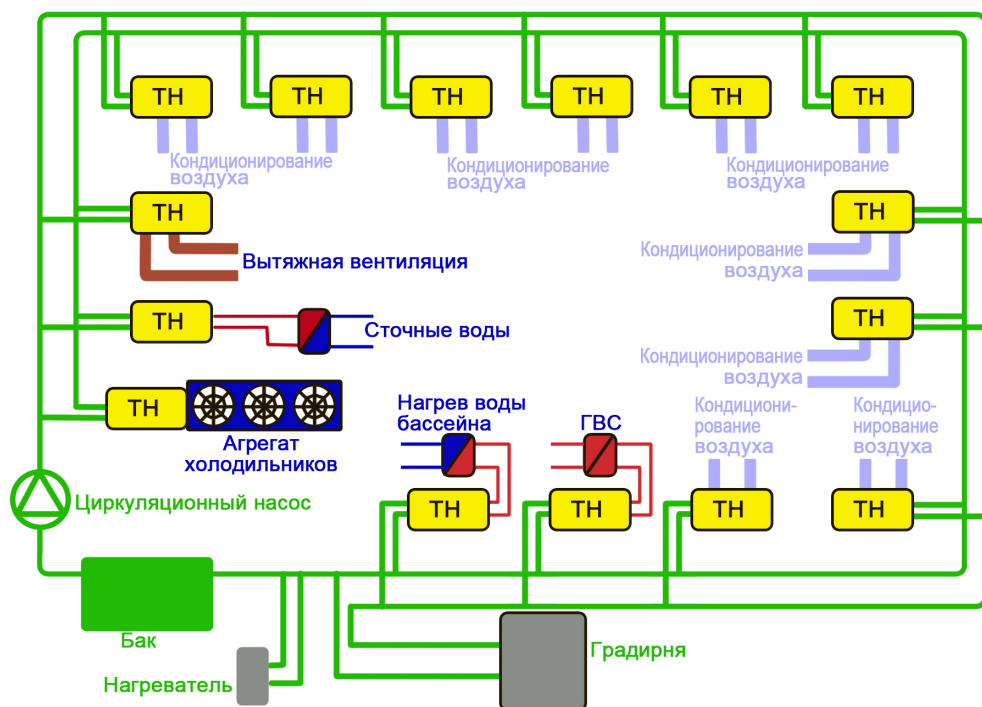 ТН
ТН
ТН
ТН
ТН
ТН
Кондиционирование
воздуха
Кондиционирование
воздуха
Кондиционирование
воздуха
ТН
Вытяжная вентиляция
ТН
Кондиционирование
воздуха
ТН
Сточные воды
ТН
Кондиционирование
воздуха
ТН
Агрегат
холодильников
Нагрев воды
бассейна
ГВС
Кондициони-
рование
воздуха
Кондицио-
нирование
воздуха
ТН
ТН
ТН
ТН
Циркуляционный насос
Бак
Нагреватель
Градирня